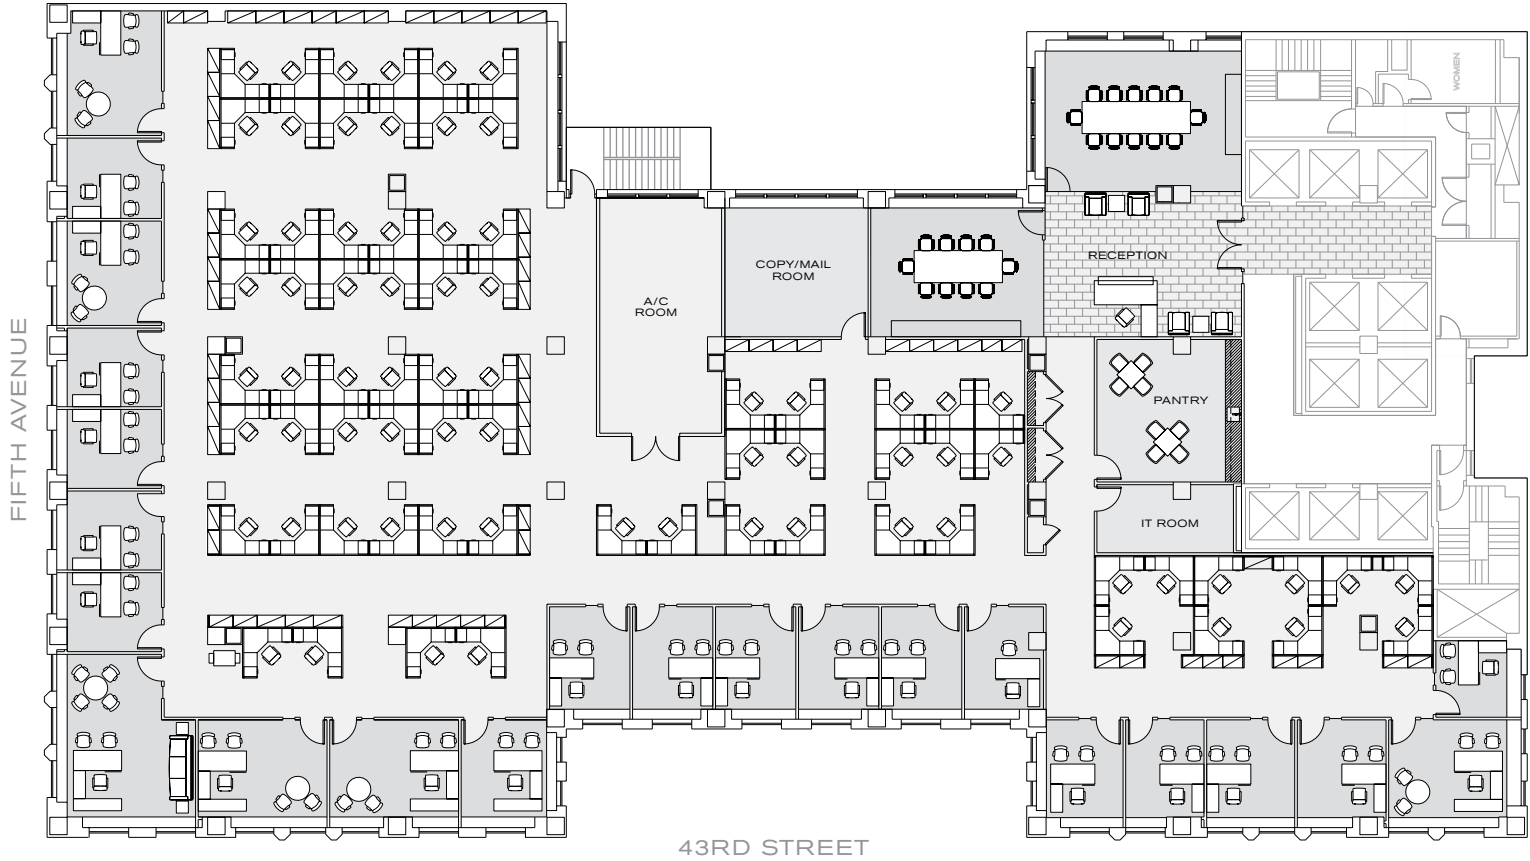 WOMEN
COPY/MAIL
ROOM
RECEPTION
A/C
ROOM
FIFTH AVENUE
PANTRY
IT ROOM
43RD STREET